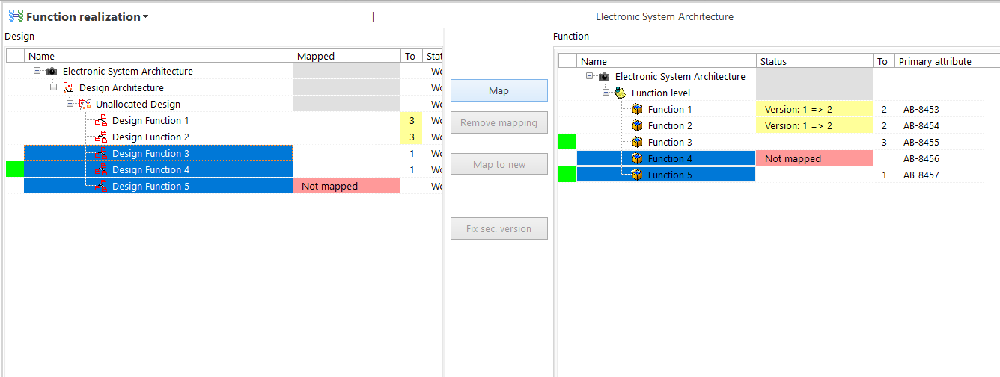 Function realization
Electronic System Architecture
Design
Function
Name Mapped To Stat
Electronic System Architecture Wo
Design Architecture Wo
Unallocated Design Wo
Design Function 1 3 Wo
Design Function 2 3 Wo
Design Function 3 1 Wo
Design Function 4 1 Wo
Design Function 5 Not mapped Wo
Map
Remove mapping
Map to new
Fix sec. version
Name Status To Primary attribute
Electronic System Architecture
Function level
Function 1 Version: 1 => 2 2 AB-8453
Function 2 Version: 1 => 2 2 AB-8454
Function 3 3 AB-8455
Function 4 Not mapped AB-8456
Function 5 1 AB-8457